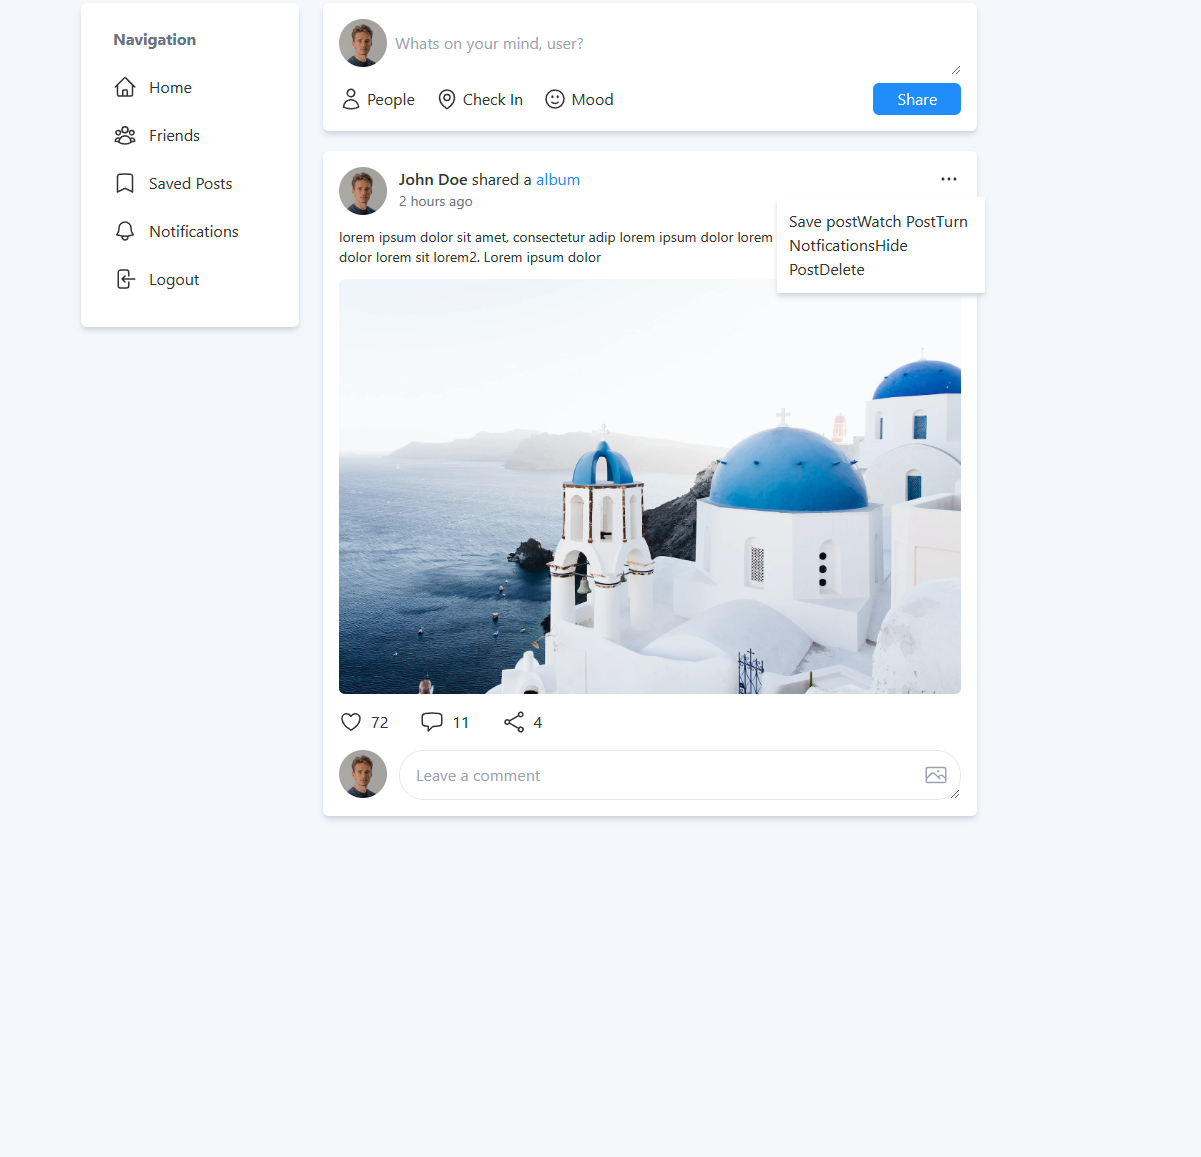 Navigation
Home
Friends
Saved Posts
Notifications
Logout
Whats on your mind, user?
People
Check In
Mood
Share
John Doe shared a album
2 hours ago
lorem ipsum dolor sit amet, consectetur adip lorem ipsum dolor lorem
dolor lorem sit lorem2. Lorem ipsum dolor
Save postWatch PostTurn
NotficationsHide
PostDelete
72
11
4
Leave a comment